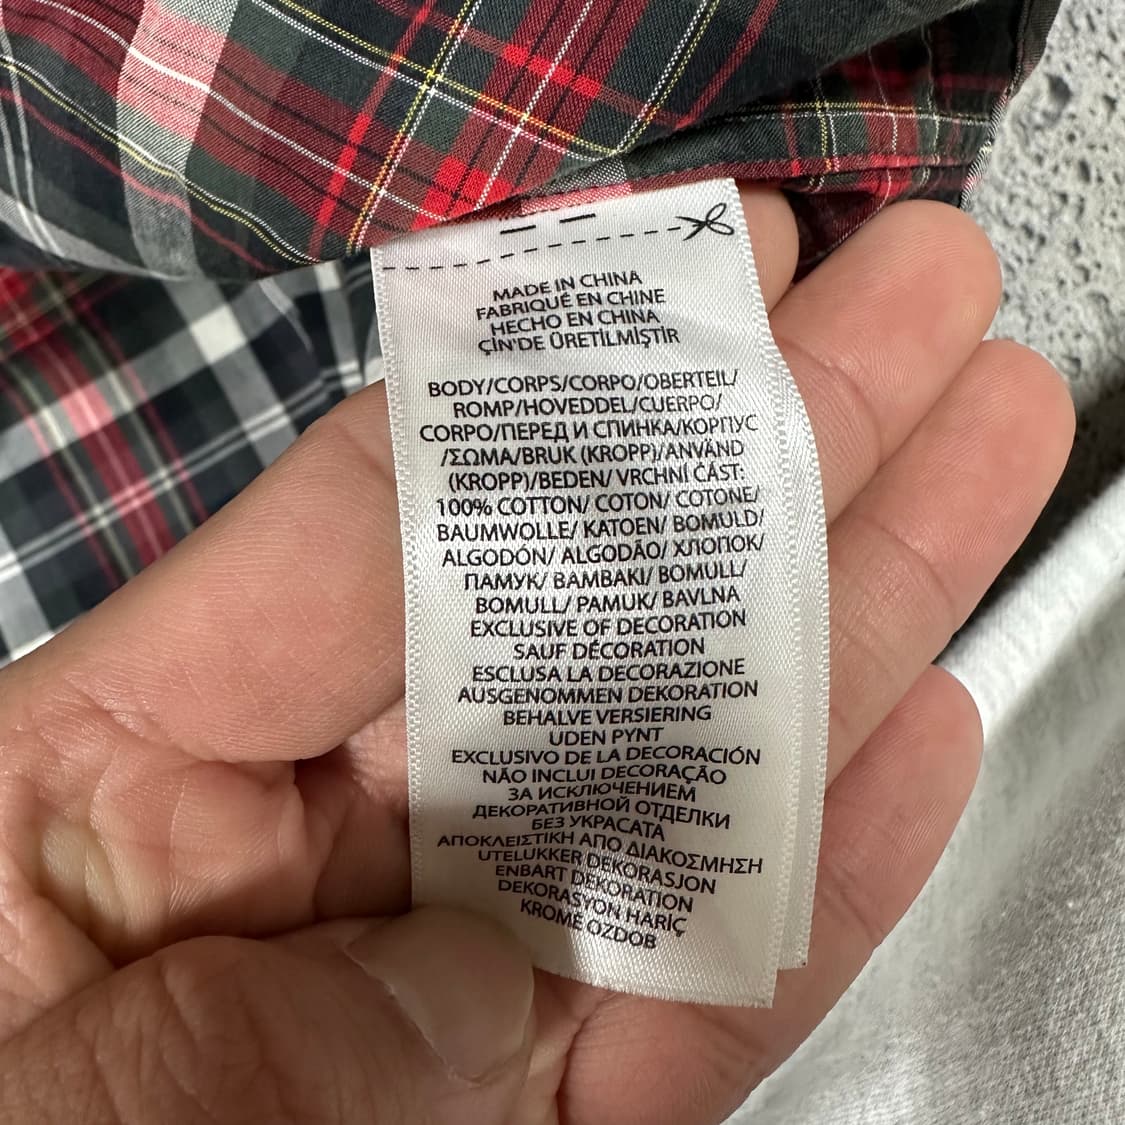 MADE IN CHINA
FABRIQUÉ EN CHINE
HECHO EN CHINA
ÇİN'DE ÜRETİLMİŞTİR
BODY/CORPS/CORPO/OBERTEIL/
ROMP/HOVEDDEL/CUERPO/
CORPO/ПЕРЕД И СПИНКА/КОРПУС
/ΣΩΜΑ/BRUK (KROPP)/ANVÄND
(KROPP)/BEDEN/ VRCHNÍ ČÁST:
100% COTTON/ COTON/ COTONE/
BAUMWOLLE/ KATOEN/ BOMULD/
ALGODÓN/ ALGODÃO/ ХЛОПОК/
ПАМУК/ ΒΑΜΒΑΚΙ/ BOMULL/
BOMULL/ PAMUK/ BAVLNA
EXCLUSIVE OF DECORATION
SAUF DÉCORATION
ESCLUSA LA DECORAZIONE
AUSGENOMMEN DEKORATION
BEHALVE VERSIERING
UDEN PYNT
EXCLUSIVO DE LA DECORACIÓN
NÃO INCLUI DECORAÇÃO
ЗА ИСКЛЮЧЕНИЕМ
ДЕКОРАТИВНОЙ ОТДЕЛКИ
БЕЗ УКРАСАТА
ΑΠΟΚΛΕΙΣΤΙΚΗ ΑΠΟ ΔΙΑΚΟΣΜΗΣΗ
UTELUKKER DEKORASJON
ENBART DEKORATION
DEKORASYON HARİÇ
KROMĚ OZDOB